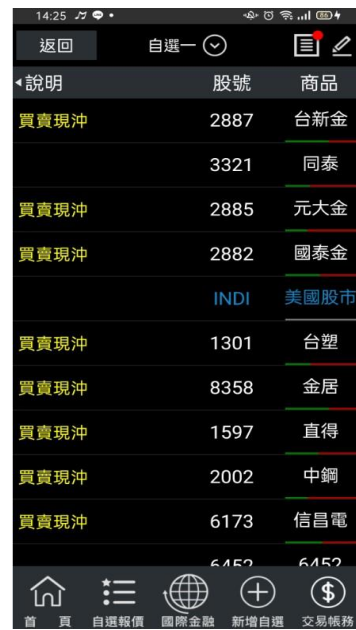 14:25
返回 自選一
說明 股號 商品
買賣現沖 2887 台新金
3321 同泰
買賣現沖 2885 元大金
買賣現沖 2882 國泰金
INDI 美國股市
買賣現沖 1301 台塑
買賣現沖 8358 金居
買賣現沖 1597 直得
買賣現沖 2002 中鋼
買賣現沖 6173 信昌電
6452 6452
首頁 自選報價 國際金融 新增自選 交易帳務